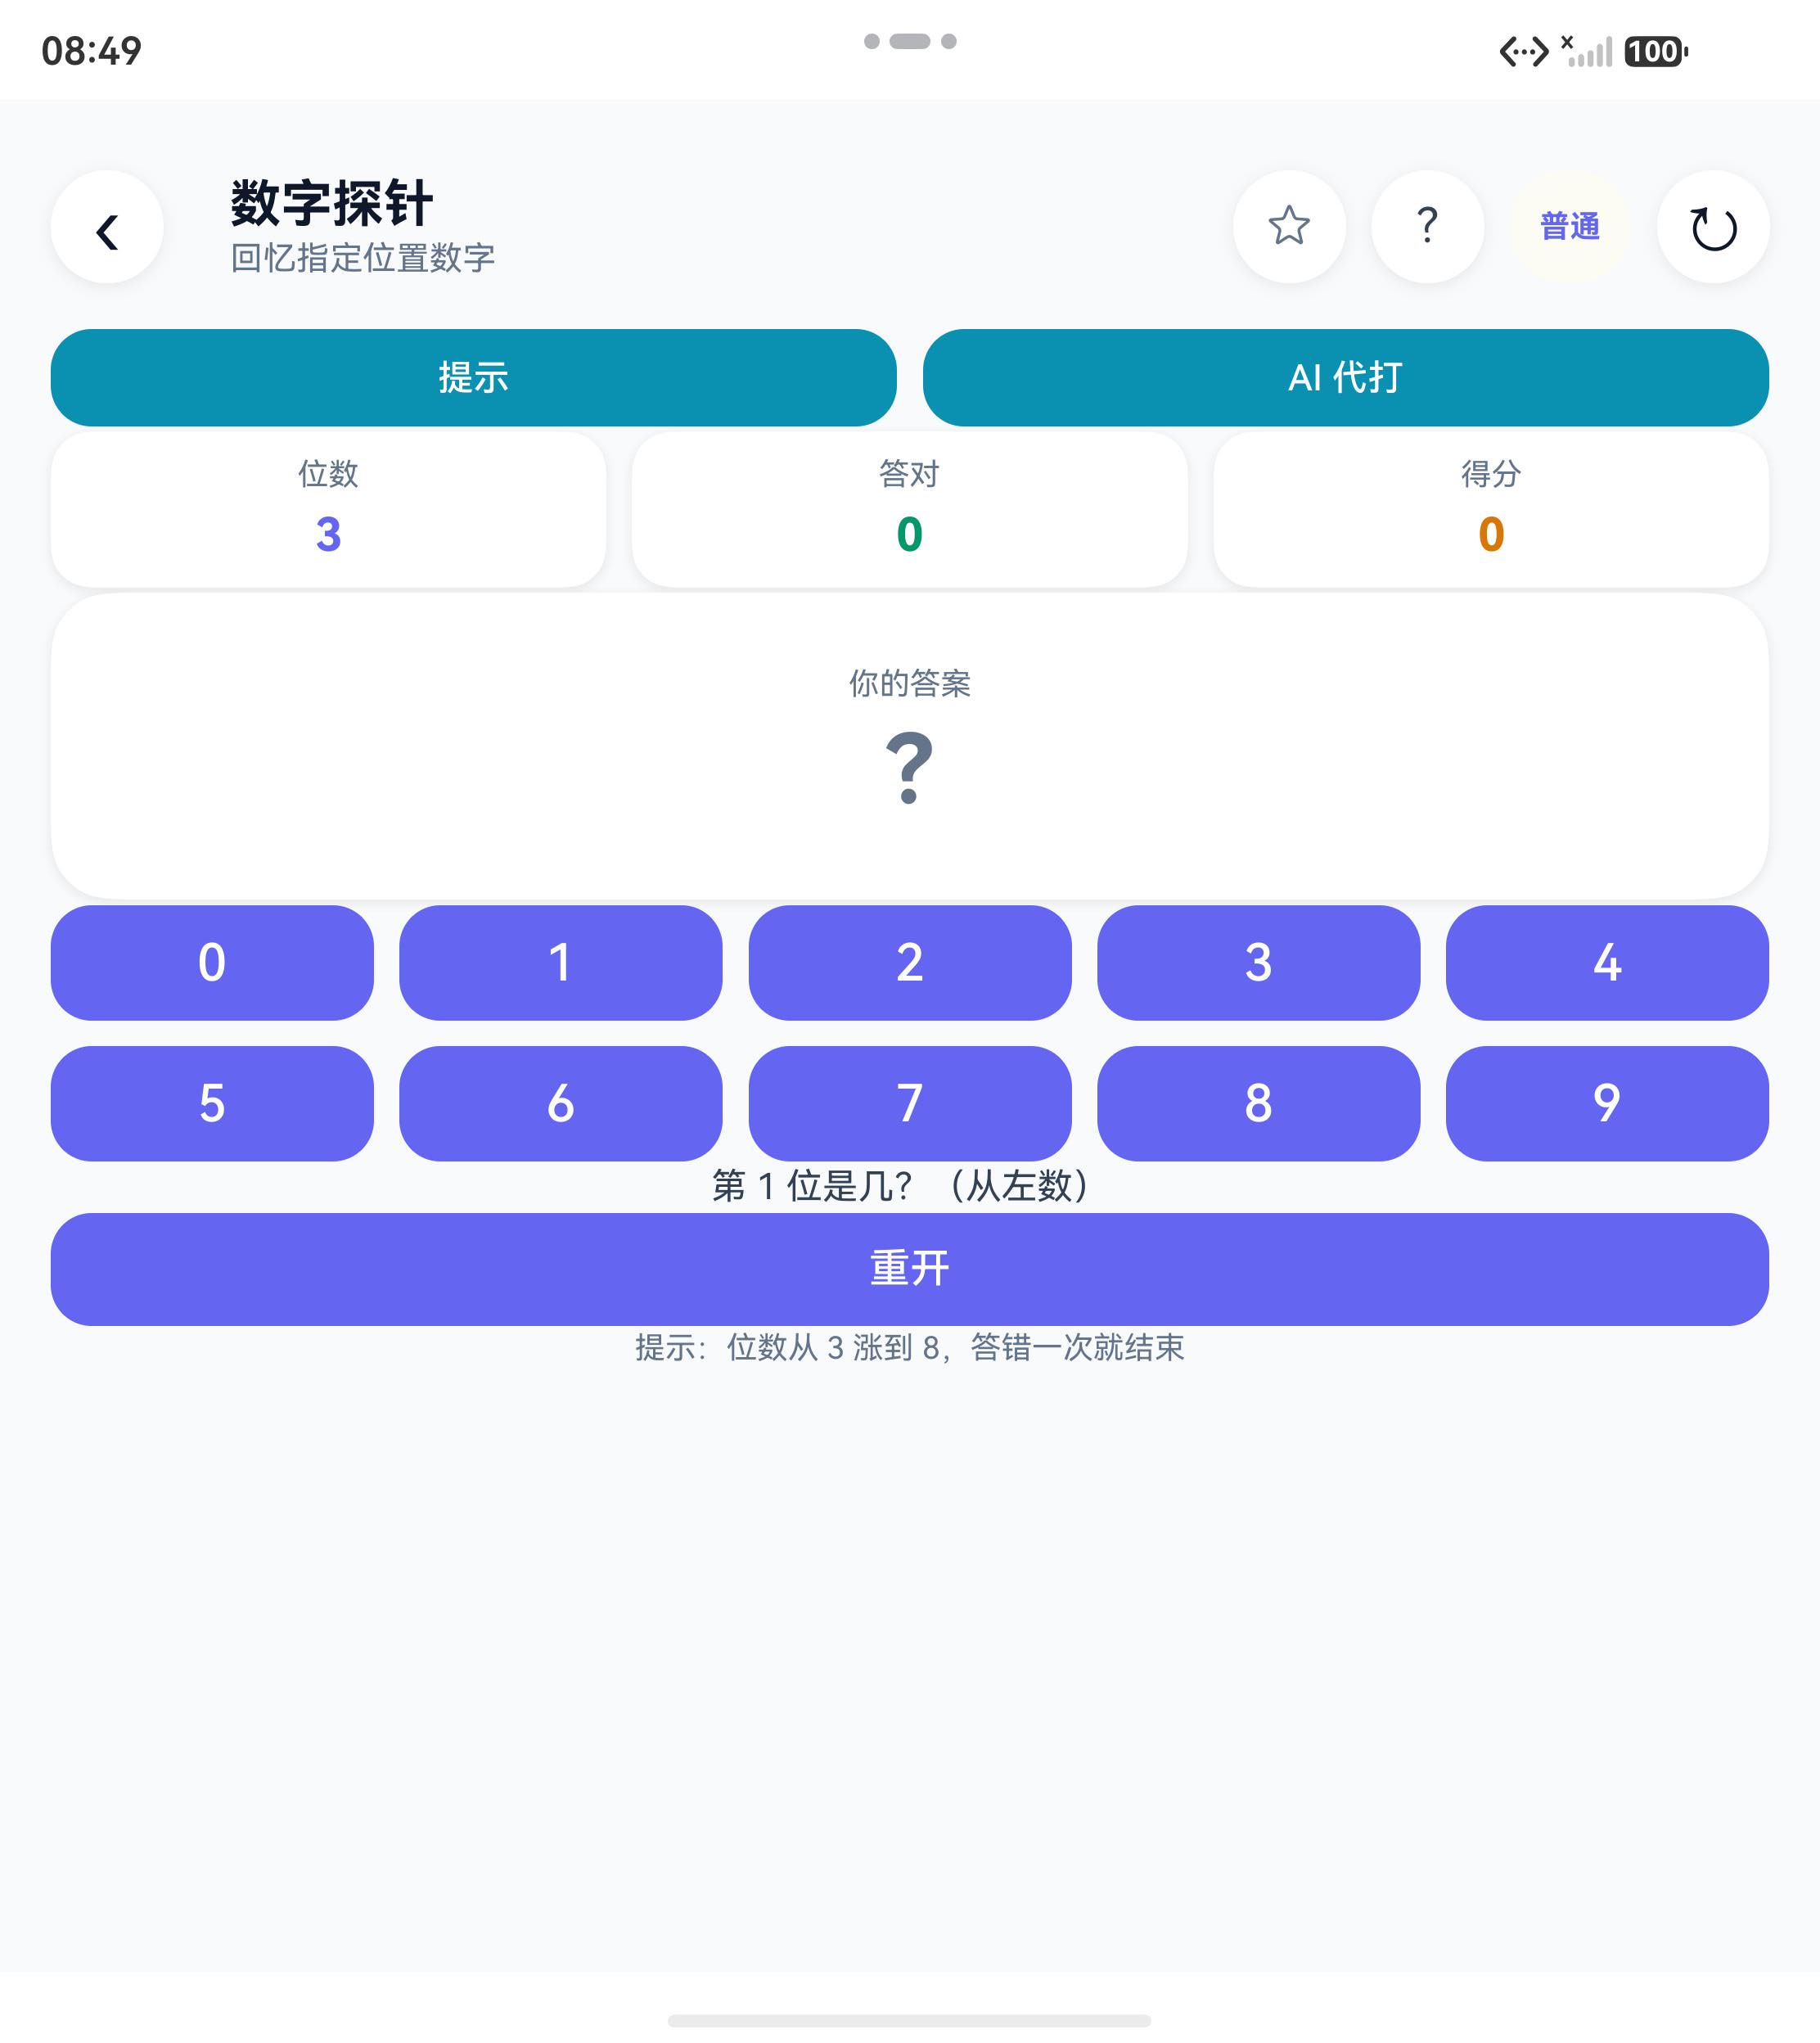 08:49
100
数字探针
回忆指定位置数字
?
普通
提示
AI 代打
位数
答对
得分
3
0
0
你的答案
?
0
1
2
3
4
5
6
7
8
9
第 1 位是几？（从左数）
重开
提示：位数从 3 涨到 8，答错一次就结束